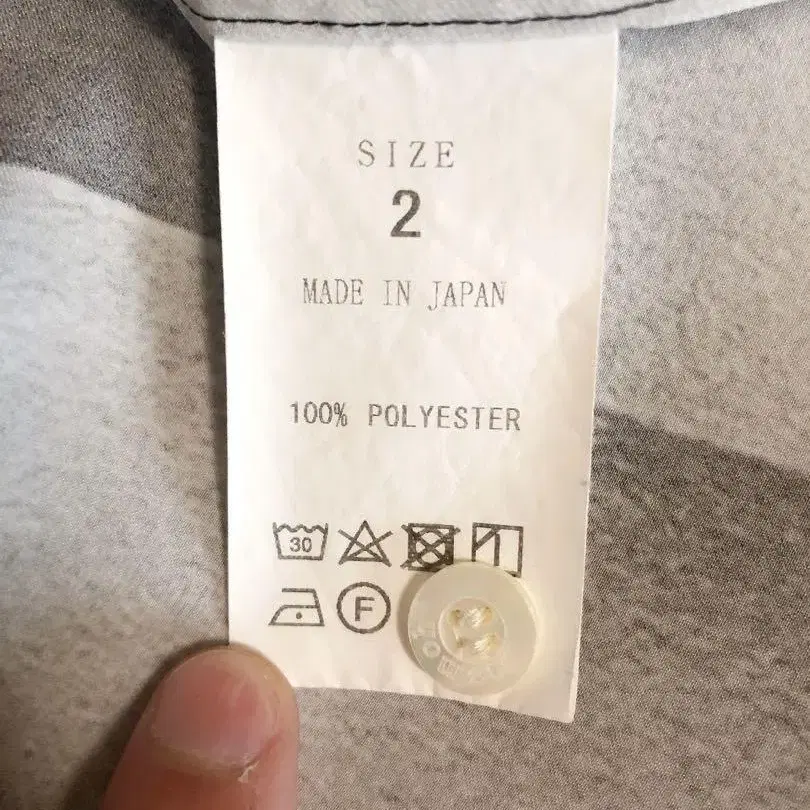 SIZE
2
MADE IN JAPAN
100% POLYESTER
30
F